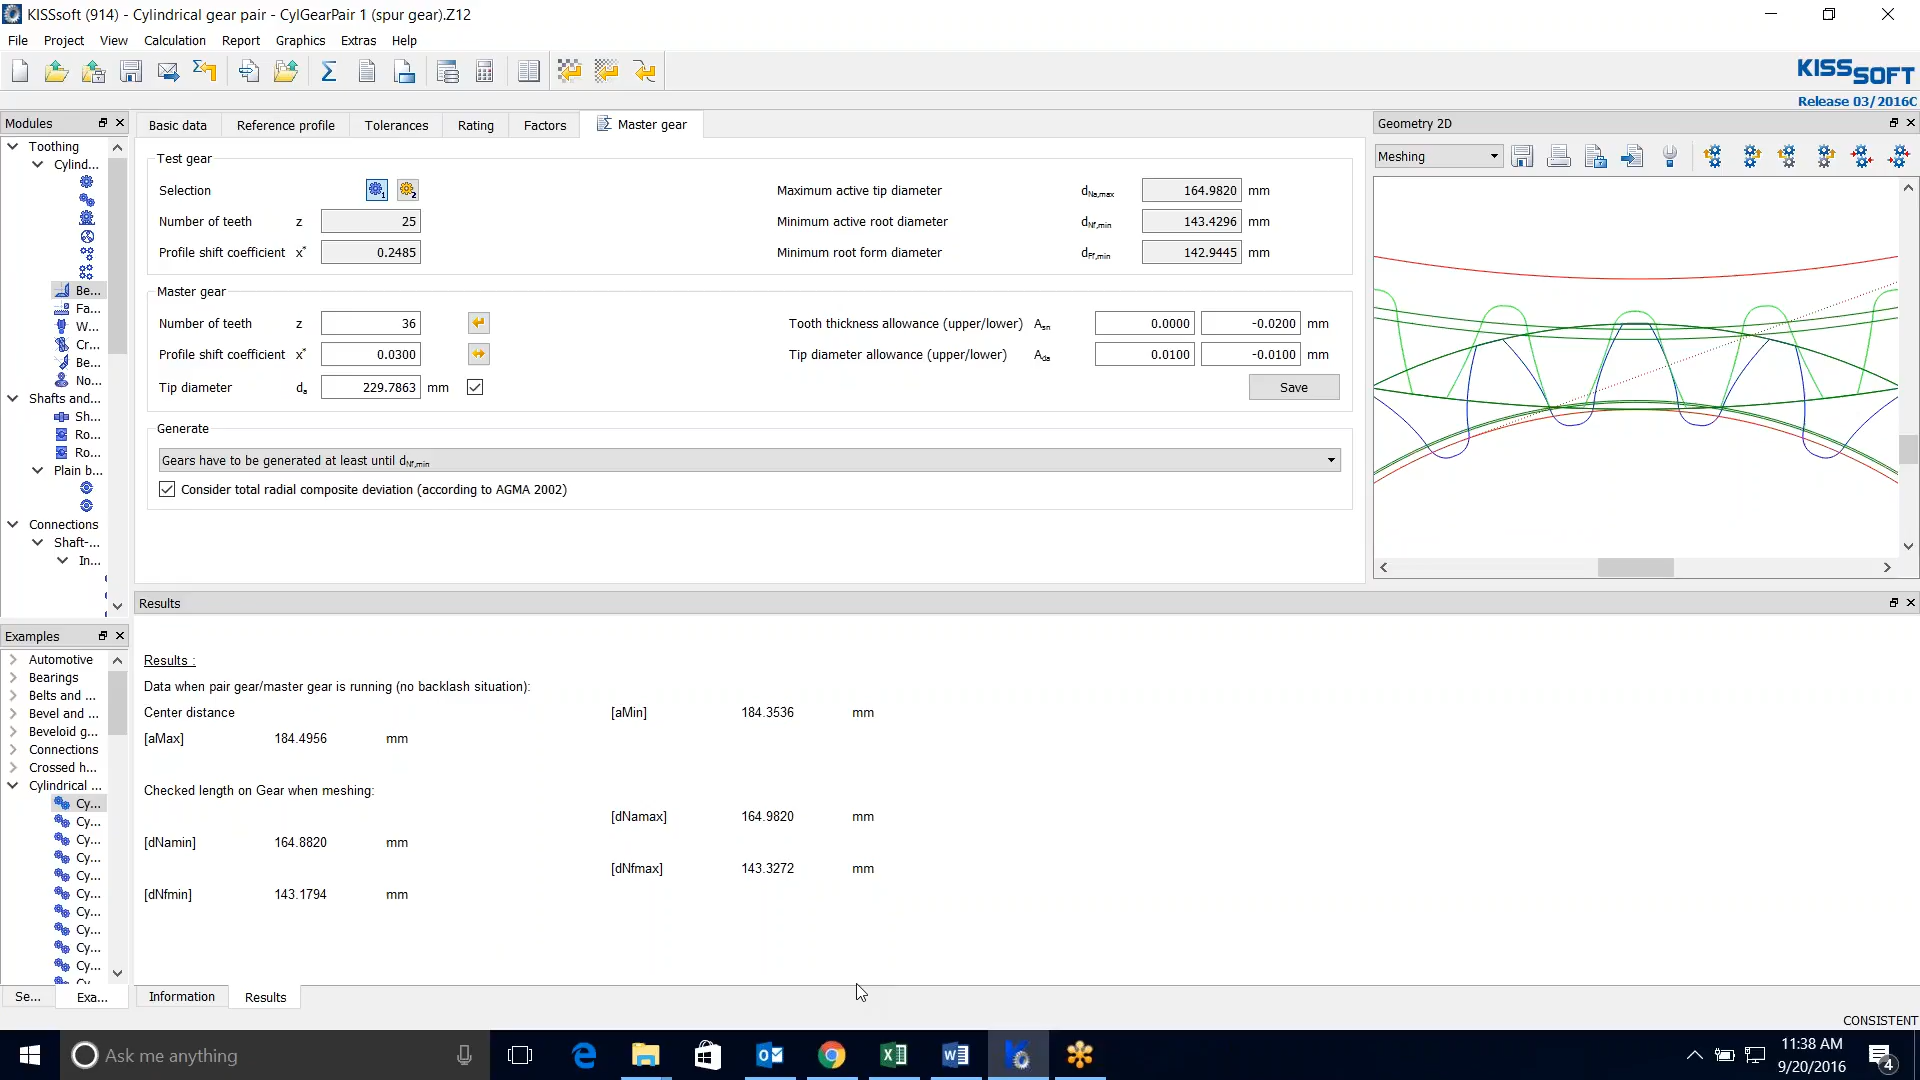 KISSsoft (914) - Cylindrical gear pair - CylGearPair 1 (spur gear).Z12
File Project View Calculation Report Graphics Extras Help
KISSSOFT
Release 03/2016C
Modules
Toothing
Cylind...
Be...
Fa...
W...
Cr...
Be...
No...
Shafts and...
Sh...
Ro...
Ro...
Plain b...
Connections
Shaft-...
In...
Basic data Reference profile Tolerances Rating Factors Master gear
Test gear
Selection 1 2
Number of teeth z 25
Profile shift coefficient x* 0.2485
Maximum active tip diameter dNa,max 164.9820 mm
Minimum active root diameter dNf,min 143.4296 mm
Minimum root form diameter dFf,min 142.9445 mm
Master gear
Number of teeth z 36
Profile shift coefficient x* 0.0300
Tip diameter da 229.7863 mm
Tooth thickness allowance (upper/lower) Asn 0.0000 -0.0200 mm
Tip diameter allowance (upper/lower) Ada 0.0100 -0.0100 mm
Save
Generate
Gears have to be generated at least until dNf,min
Consider total radial composite deviation (according to AGMA 2002)
Geometry 2D
Meshing
Results
Results :
Data when pair gear/master gear is running (no backlash situation):
Center distance [aMin] 184.3536 mm
[aMax] 184.4956 mm
Checked length on Gear when meshing:
[dNamax] 164.9820 mm
[dNamin] 164.8820 mm
[dNfmax] 143.3272 mm
[dNfmin] 143.1794 mm
Examples
Automotive
Bearings
Belts and ...
Bevel and ...
Beveloid g...
Connections
Crossed h...
Cylindrical ...
Cy...
Cy...
Cy...
Cy...
Cy...
Cy...
Cy...
Cy...
Cy...
Cy...
Se... Exa... Information Results
CONSISTENT
Ask me anything
11:38 AM
9/20/2016
4